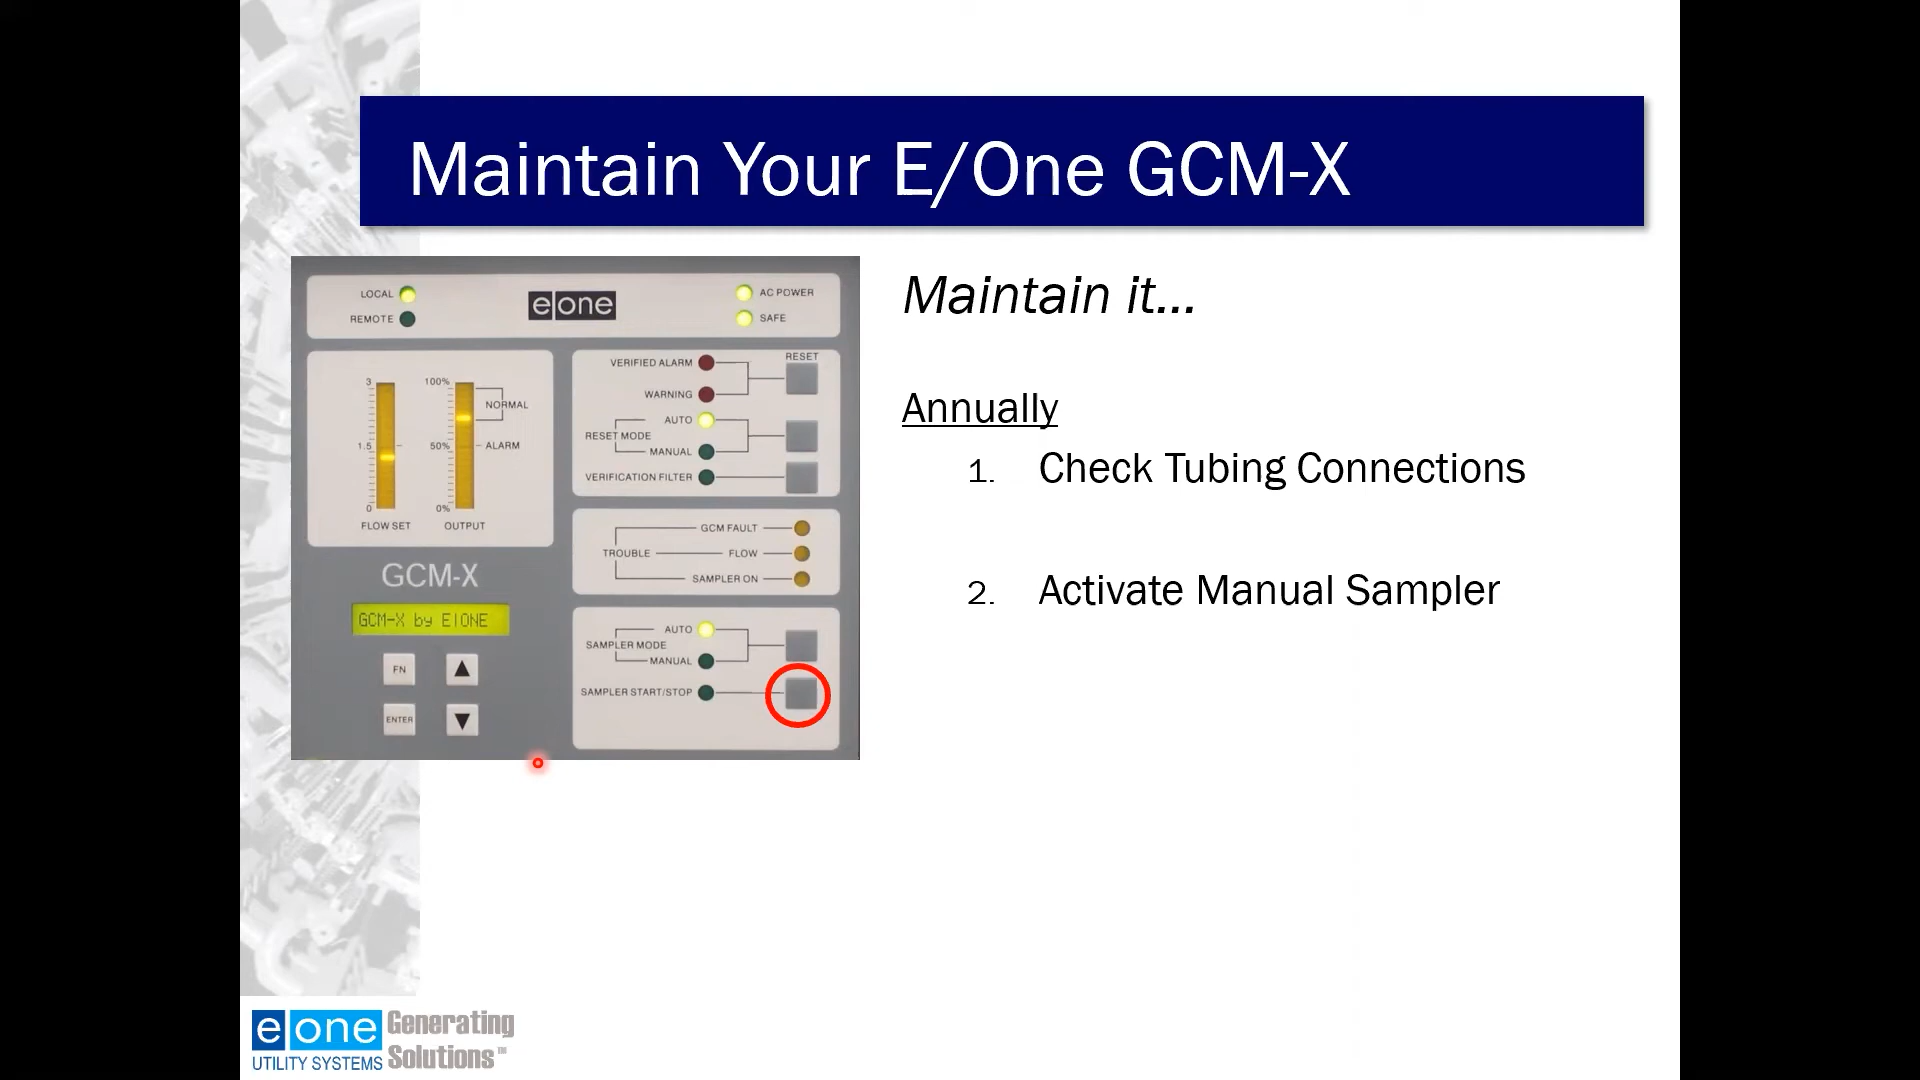 Maintain Your E/One GCM-X
LOCAL
REMOTE
e|one
AC POWER
SAFE
3
1.5
0
FLOW SET
100%
50%
0%
NORMAL
ALARM
OUTPUT
VERIFIED ALARM
RESET
WARNING
AUTO
RESET MODE
MANUAL
VERIFICATION FILTER
GCM FAULT
TROUBLE
FLOW
SAMPLER ON
GCM-X
GCM-X by E|ONE
FN
ENTER
AUTO
SAMPLER MODE
MANUAL
SAMPLER START/STOP
Maintain it...
Annually
1. Check Tubing Connections
2. Activate Manual Sampler
e|one
UTILITY SYSTEMS
Generating
Solutions™